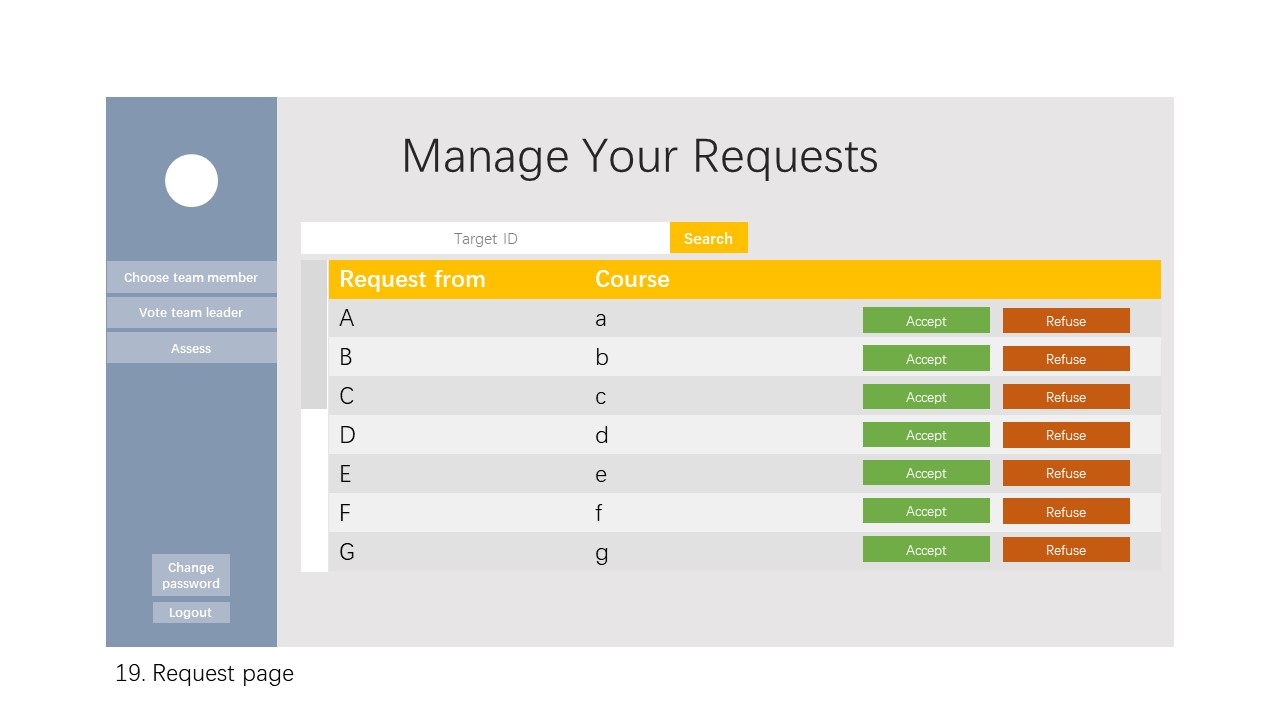 Manage Your Requests
Target ID Search
Choose team member
Vote team leader
Assess
Change
password
Logout
Request from Course
A a Accept Refuse
B b Accept Refuse
C c Accept Refuse
D d Accept Refuse
E e Accept Refuse
F f Accept Refuse
G g Accept Refuse
19. Request page